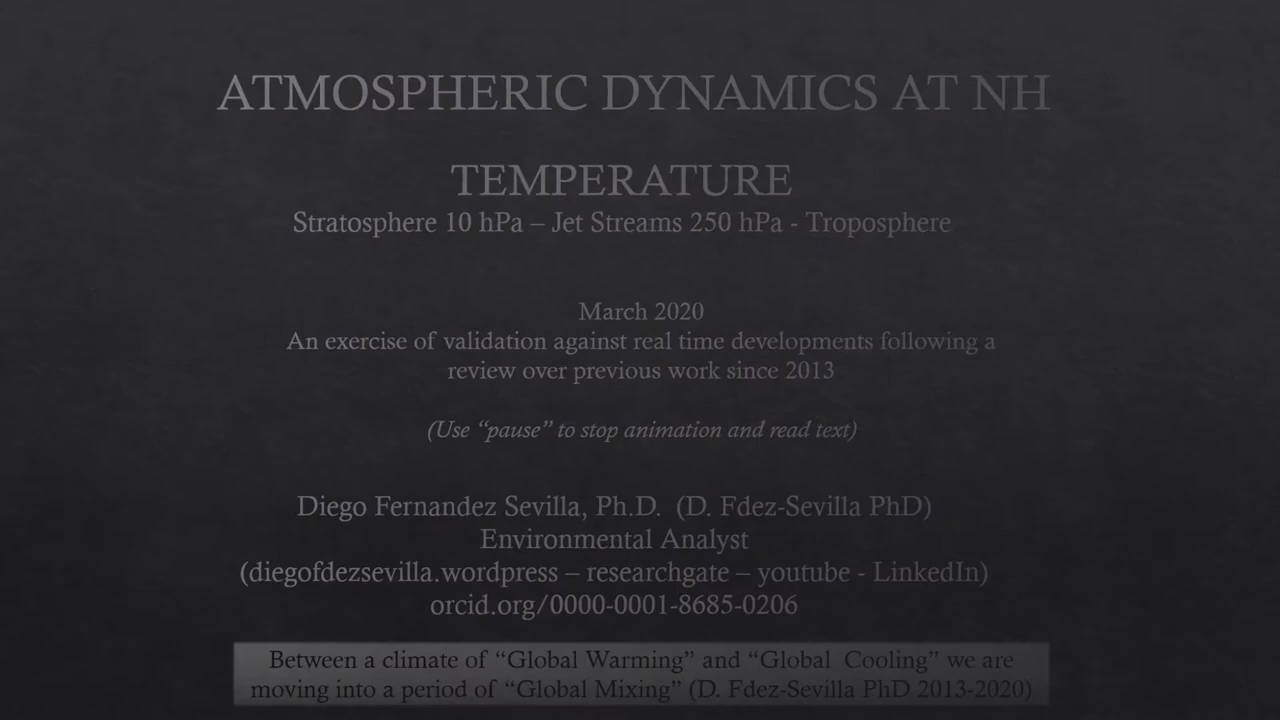 ATMOSPHERIC DYNAMICS AT NH
TEMPERATURE
Stratosphere 10 hPa – Jet Streams 250 hPa - Troposphere
March 2020
An exercise of validation against real time developments following a
review over previous work since 2013
(Use “pause” to stop animation and read text)
Diego Fernandez Sevilla, Ph.D. (D. Fdez-Sevilla PhD)
Environmental Analyst
(diegofdezsevilla.wordpress – researchgate – youtube - LinkedIn)
orcid.org/0000-0001-8685-0206
Between a climate of “Global Warming” and “Global Cooling” we are
moving into a period of “Global Mixing” (D. Fdez-Sevilla PhD 2013-2020)